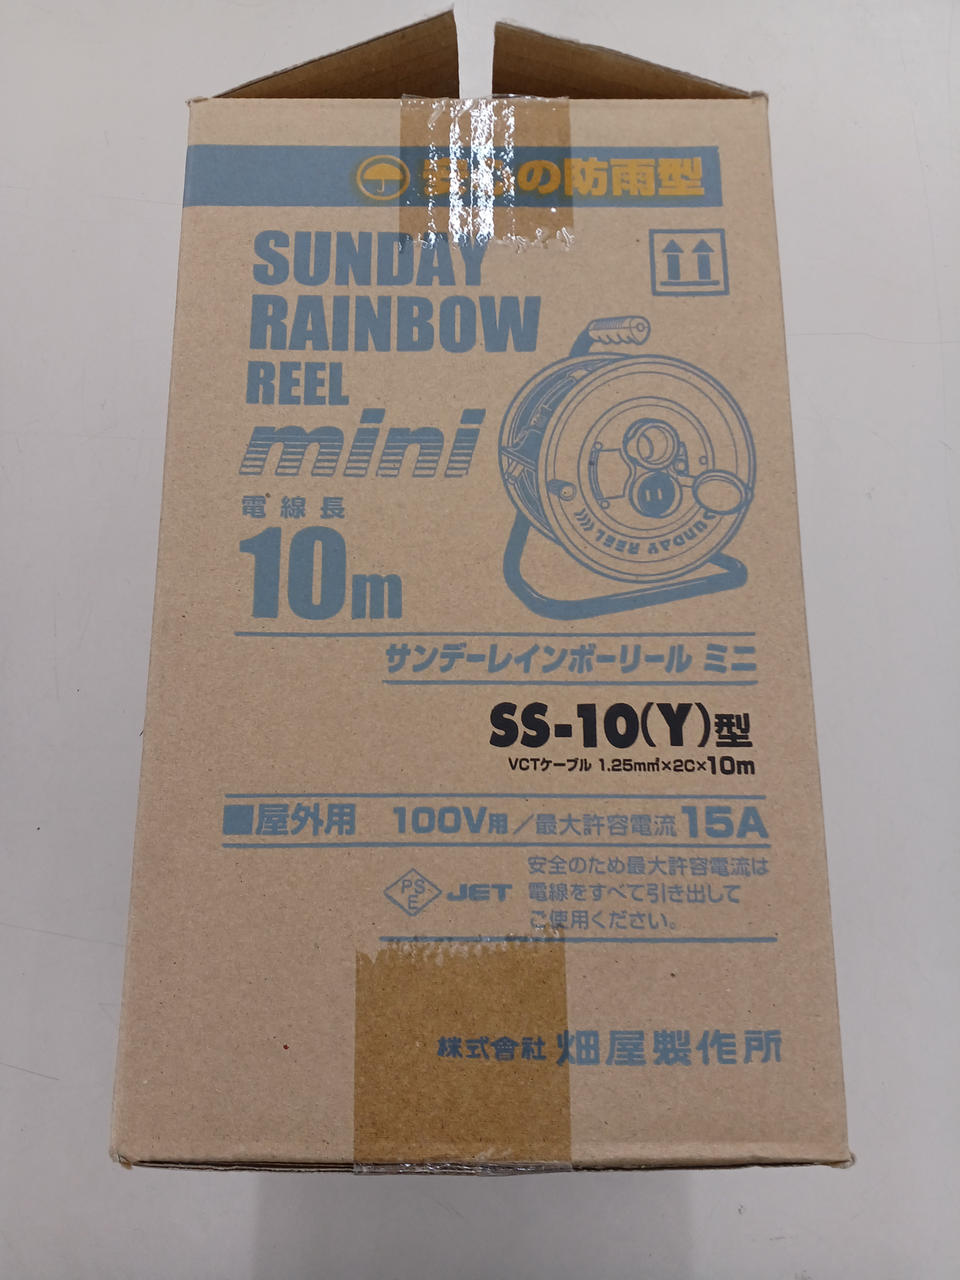 安心の防雨型
SUNDAY
RAINBOW
REEL
mini
電線長
10m
SUNDAY REEL
サンデーレインボーリール ミニ
SS-10(Y)型
VCTケーブル 1.25mm²×2C×10m
■屋外用 100V用/最大許容電流15A
PS
E
JET
安全のため最大許容電流は
電線をすべて引き出して
ご使用ください。
株式會社 畑屋製作所